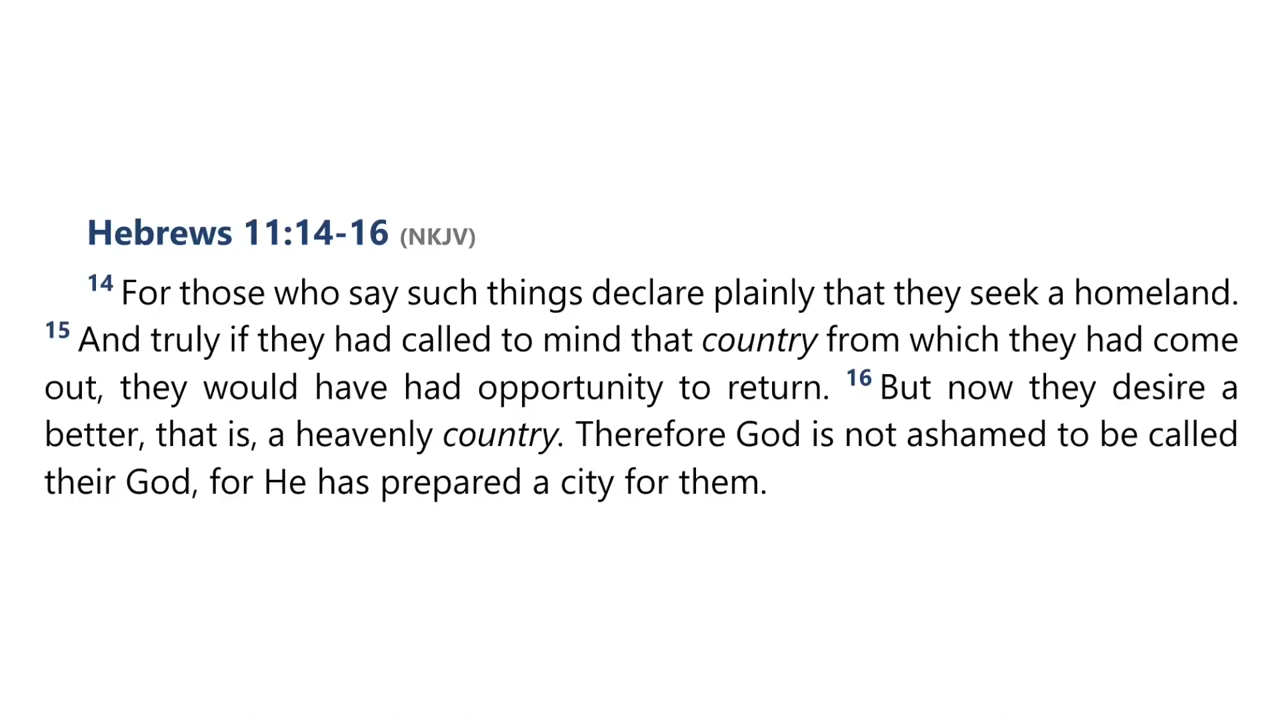 Hebrews 11:14-16 (NKJV)
14 For those who say such things declare plainly that they seek a homeland.
15 And truly if they had called to mind that country from which they had come
out, they would have had opportunity to return. 16 But now they desire a
better, that is, a heavenly country. Therefore God is not ashamed to be called
their God, for He has prepared a city for them.